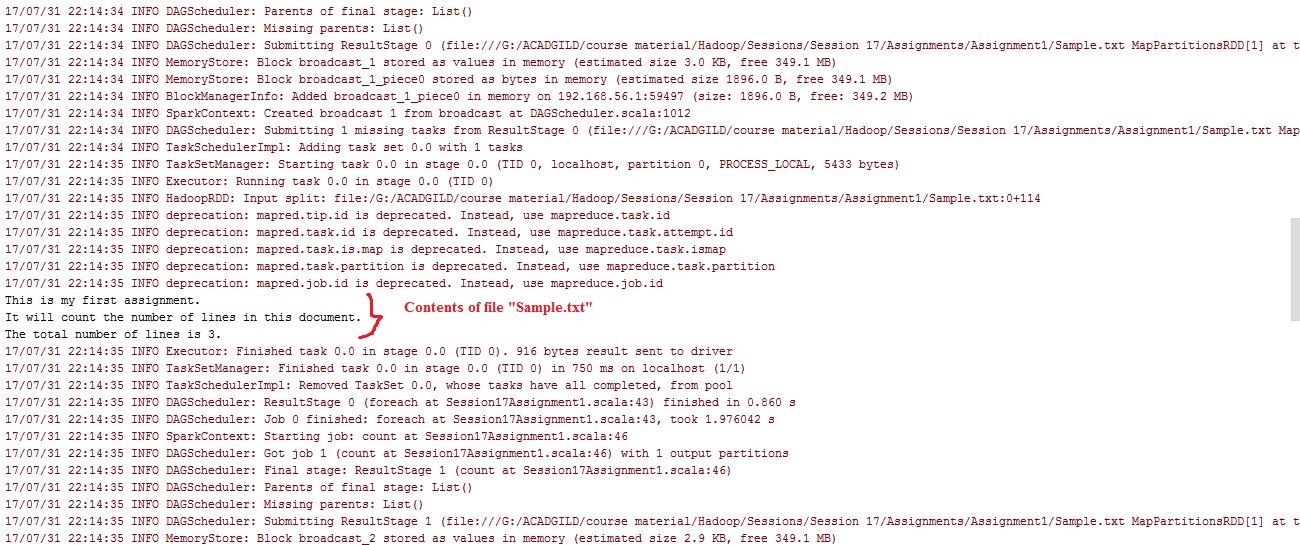 17/07/31 22:14:34 INFO DAGScheduler: Parents of final stage: List()
17/07/31 22:14:34 INFO DAGScheduler: Missing parents: List()
17/07/31 22:14:34 INFO DAGScheduler: Submitting ResultStage 0 (file:///G:/ACADGILD/course material/Hadoop/Sessions/Session 17/Assignments/Assignment1/Sample.txt MapPartitionsRDD[1] at t
17/07/31 22:14:34 INFO MemoryStore: Block broadcast_1 stored as values in memory (estimated size 3.0 KB, free 349.1 MB)
17/07/31 22:14:34 INFO MemoryStore: Block broadcast_1_piece0 stored as bytes in memory (estimated size 1896.0 B, free 349.1 MB)
17/07/31 22:14:34 INFO BlockManagerInfo: Added broadcast_1_piece0 in memory on 192.168.56.1:59497 (size: 1896.0 B, free: 349.2 MB)
17/07/31 22:14:34 INFO SparkContext: Created broadcast 1 from broadcast at DAGScheduler.scala:1012
17/07/31 22:14:34 INFO DAGScheduler: Submitting 1 missing tasks from ResultStage 0 (file:///G:/ACADGILD/course material/Hadoop/Sessions/Session 17/Assignments/Assignment1/Sample.txt Map
17/07/31 22:14:34 INFO TaskSchedulerImpl: Adding task set 0.0 with 1 tasks
17/07/31 22:14:35 INFO TaskSetManager: Starting task 0.0 in stage 0.0 (TID 0, localhost, partition 0, PROCESS_LOCAL, 5433 bytes)
17/07/31 22:14:35 INFO Executor: Running task 0.0 in stage 0.0 (TID 0)
17/07/31 22:14:35 INFO HadoopRDD: Input split: file:/G:/ACADGILD/course material/Hadoop/Sessions/Session 17/Assignments/Assignment1/Sample.txt:0+114
17/07/31 22:14:35 INFO deprecation: mapred.tip.id is deprecated. Instead, use mapreduce.task.id
17/07/31 22:14:35 INFO deprecation: mapred.task.id is deprecated. Instead, use mapreduce.task.attempt.id
17/07/31 22:14:35 INFO deprecation: mapred.task.is.map is deprecated. Instead, use mapreduce.task.ismap
17/07/31 22:14:35 INFO deprecation: mapred.task.partition is deprecated. Instead, use mapreduce.task.partition
17/07/31 22:14:35 INFO deprecation: mapred.job.id is deprecated. Instead, use mapreduce.job.id
This is my first assignment.
Contents of file "Sample.txt"
It will count the number of lines in this document.
The total number of lines is 3.
17/07/31 22:14:35 INFO Executor: Finished task 0.0 in stage 0.0 (TID 0). 916 bytes result sent to driver
17/07/31 22:14:35 INFO TaskSetManager: Finished task 0.0 in stage 0.0 (TID 0) in 750 ms on localhost (1/1)
17/07/31 22:14:35 INFO TaskSchedulerImpl: Removed TaskSet 0.0, whose tasks have all completed, from pool
17/07/31 22:14:35 INFO DAGScheduler: ResultStage 0 (foreach at Session17Assignment1.scala:43) finished in 0.860 s
17/07/31 22:14:35 INFO DAGScheduler: Job 0 finished: foreach at Session17Assignment1.scala:43, took 1.976042 s
17/07/31 22:14:35 INFO SparkContext: Starting job: count at Session17Assignment1.scala:46
17/07/31 22:14:35 INFO DAGScheduler: Got job 1 (count at Session17Assignment1.scala:46) with 1 output partitions
17/07/31 22:14:35 INFO DAGScheduler: Final stage: ResultStage 1 (count at Session17Assignment1.scala:46)
17/07/31 22:14:35 INFO DAGScheduler: Parents of final stage: List()
17/07/31 22:14:35 INFO DAGScheduler: Missing parents: List()
17/07/31 22:14:35 INFO DAGScheduler: Submitting ResultStage 1 (file:///G:/ACADGILD/course material/Hadoop/Sessions/Session 17/Assignments/Assignment1/Sample.txt MapPartitionsRDD[1] at t
17/07/31 22:14:35 INFO MemoryStore: Block broadcast_2 stored as values in memory (estimated size 2.9 KB, free 349.1 MB)